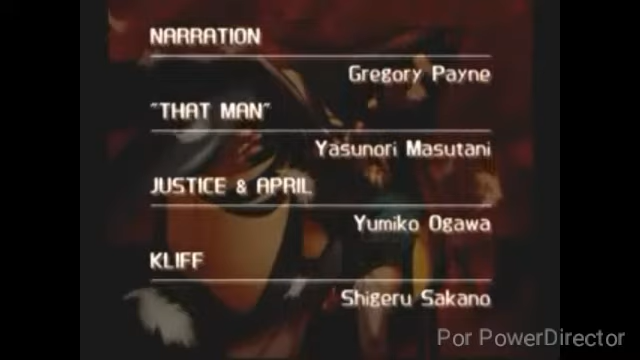 NARRATION
Gregory Payne
"THAT MAN"
Yasunori Masutani
JUSTICE & APRIL
Yumiko Ogawa
KLIFF
Shigeru Sakano
Por PowerDirector